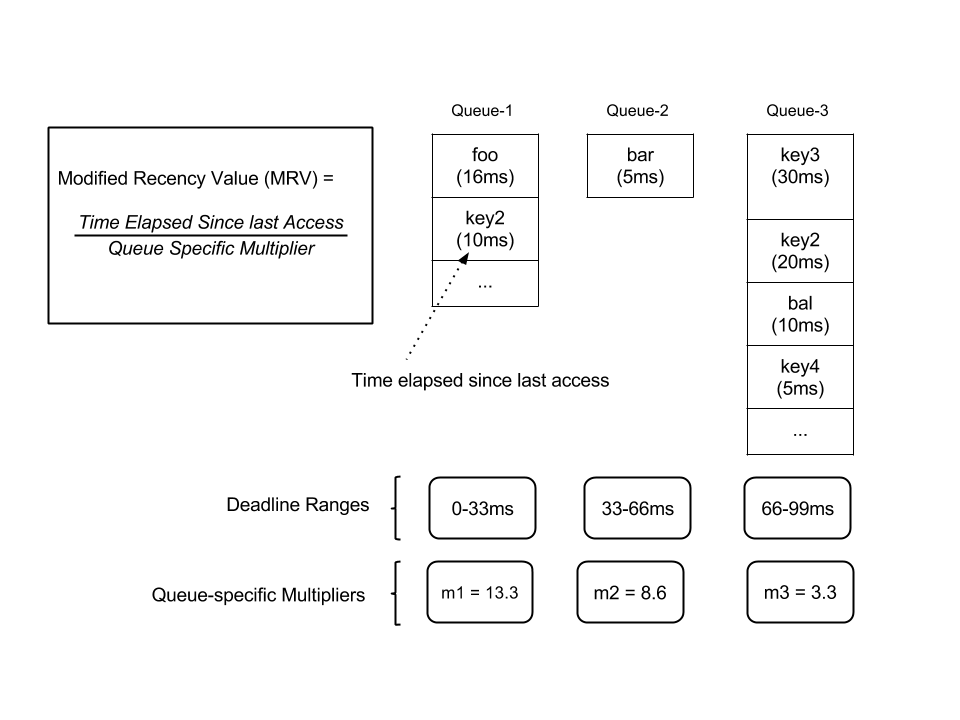 Modified Recency Value (MRV) =
Time Elapsed Since last Access
Queue Specific Multiplier
Queue-1
foo
(16ms)
key2
(10ms)
...
Queue-2
bar
(5ms)
Queue-3
key3
(30ms)
key2
(20ms)
bal
(10ms)
key4
(5ms)
...
Time elapsed since last access
Deadline Ranges
0-33ms
33-66ms
66-99ms
Queue-specific Multipliers
m1 = 13.3
m2 = 8.6
m3 = 3.3